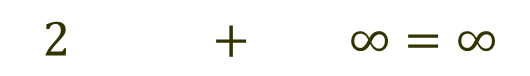 2 + ∞ = ∞